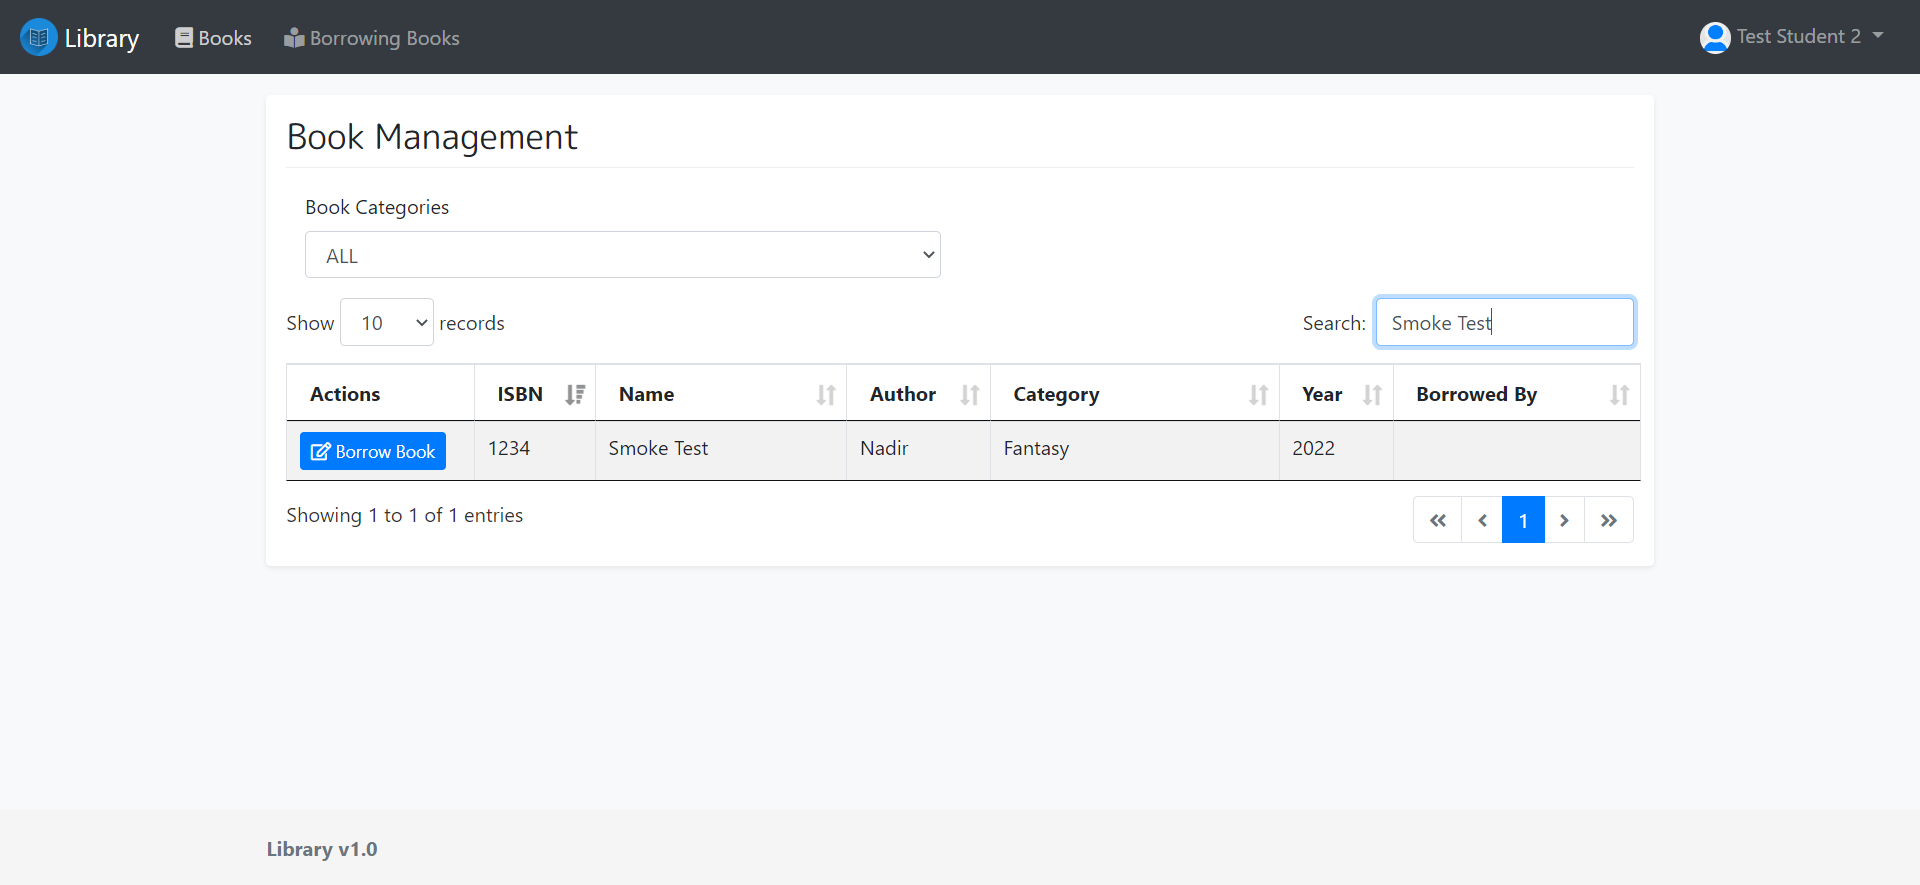 Library Books Borrowing Books Test Student 2
Book Management
Book Categories
ALL
Show 10 records Search: Smoke Test
Actions ISBN Name Author Category Year Borrowed By
Borrow Book 1234 Smoke Test Nadir Fantasy 2022
Showing 1 to 1 of 1 entries « ‹ 1 › »
Library v1.0